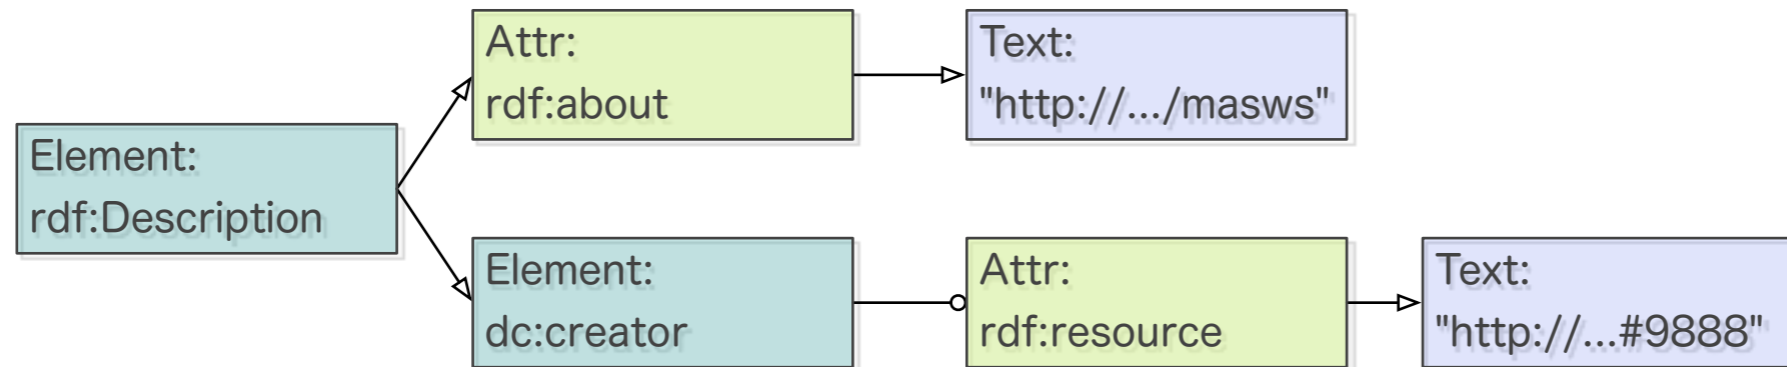 Attr:
rdf:about
Text:
"http://.../masws"
Element:
rdf:Description
Element:
dc:creator
Attr:
rdf:resource
Text:
"http://...#9888"